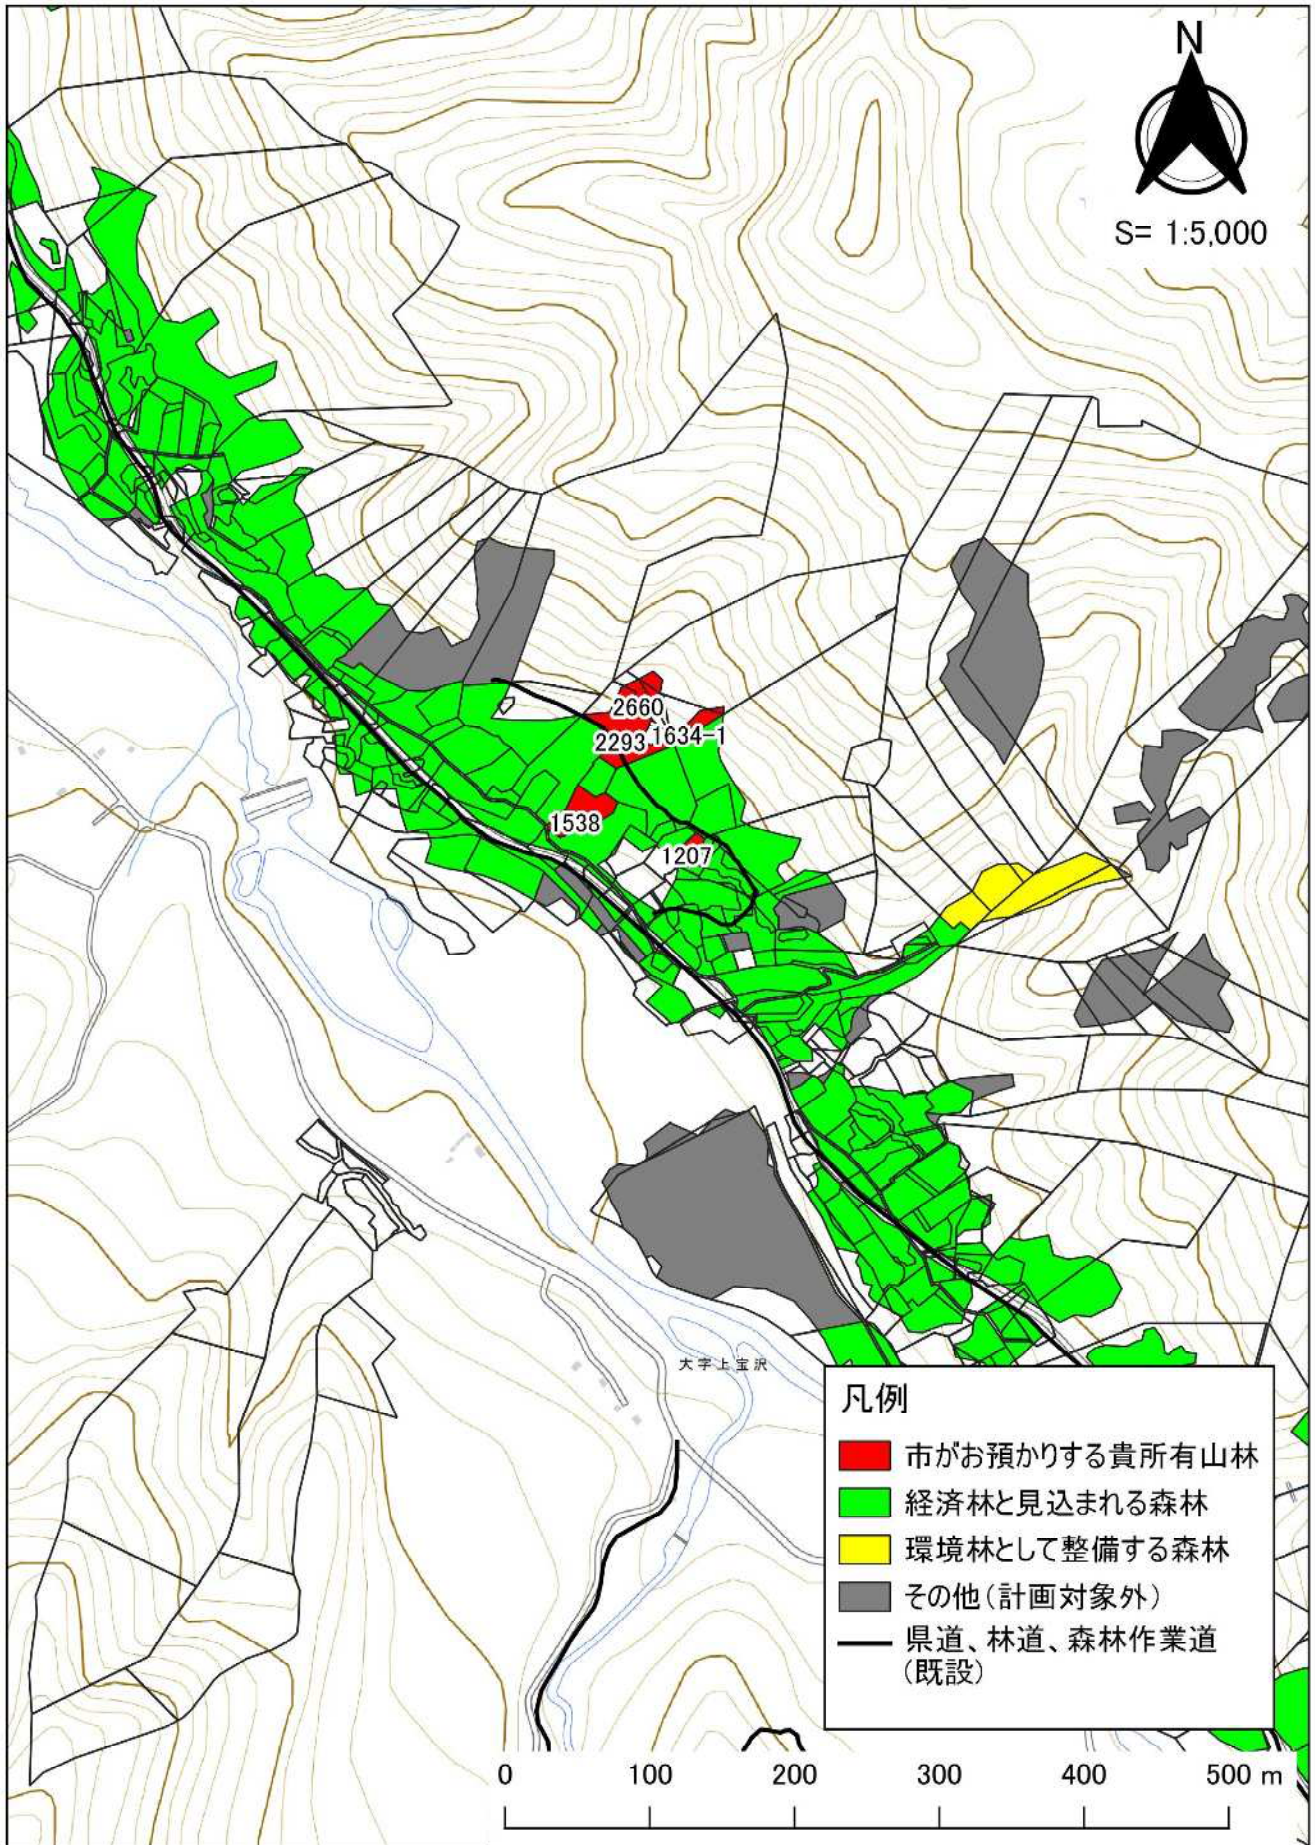 N
S= 1:5,000
2660
2293
1634-1
1538
1207
大字上宝沢
凡例
市がお預かりする貴所有山林
経済林と見込まれる森林
環境林として整備する森林
その他(計画対象外)
県道、林道、森林作業道
(既設)
0 100 200 300 400 500 m